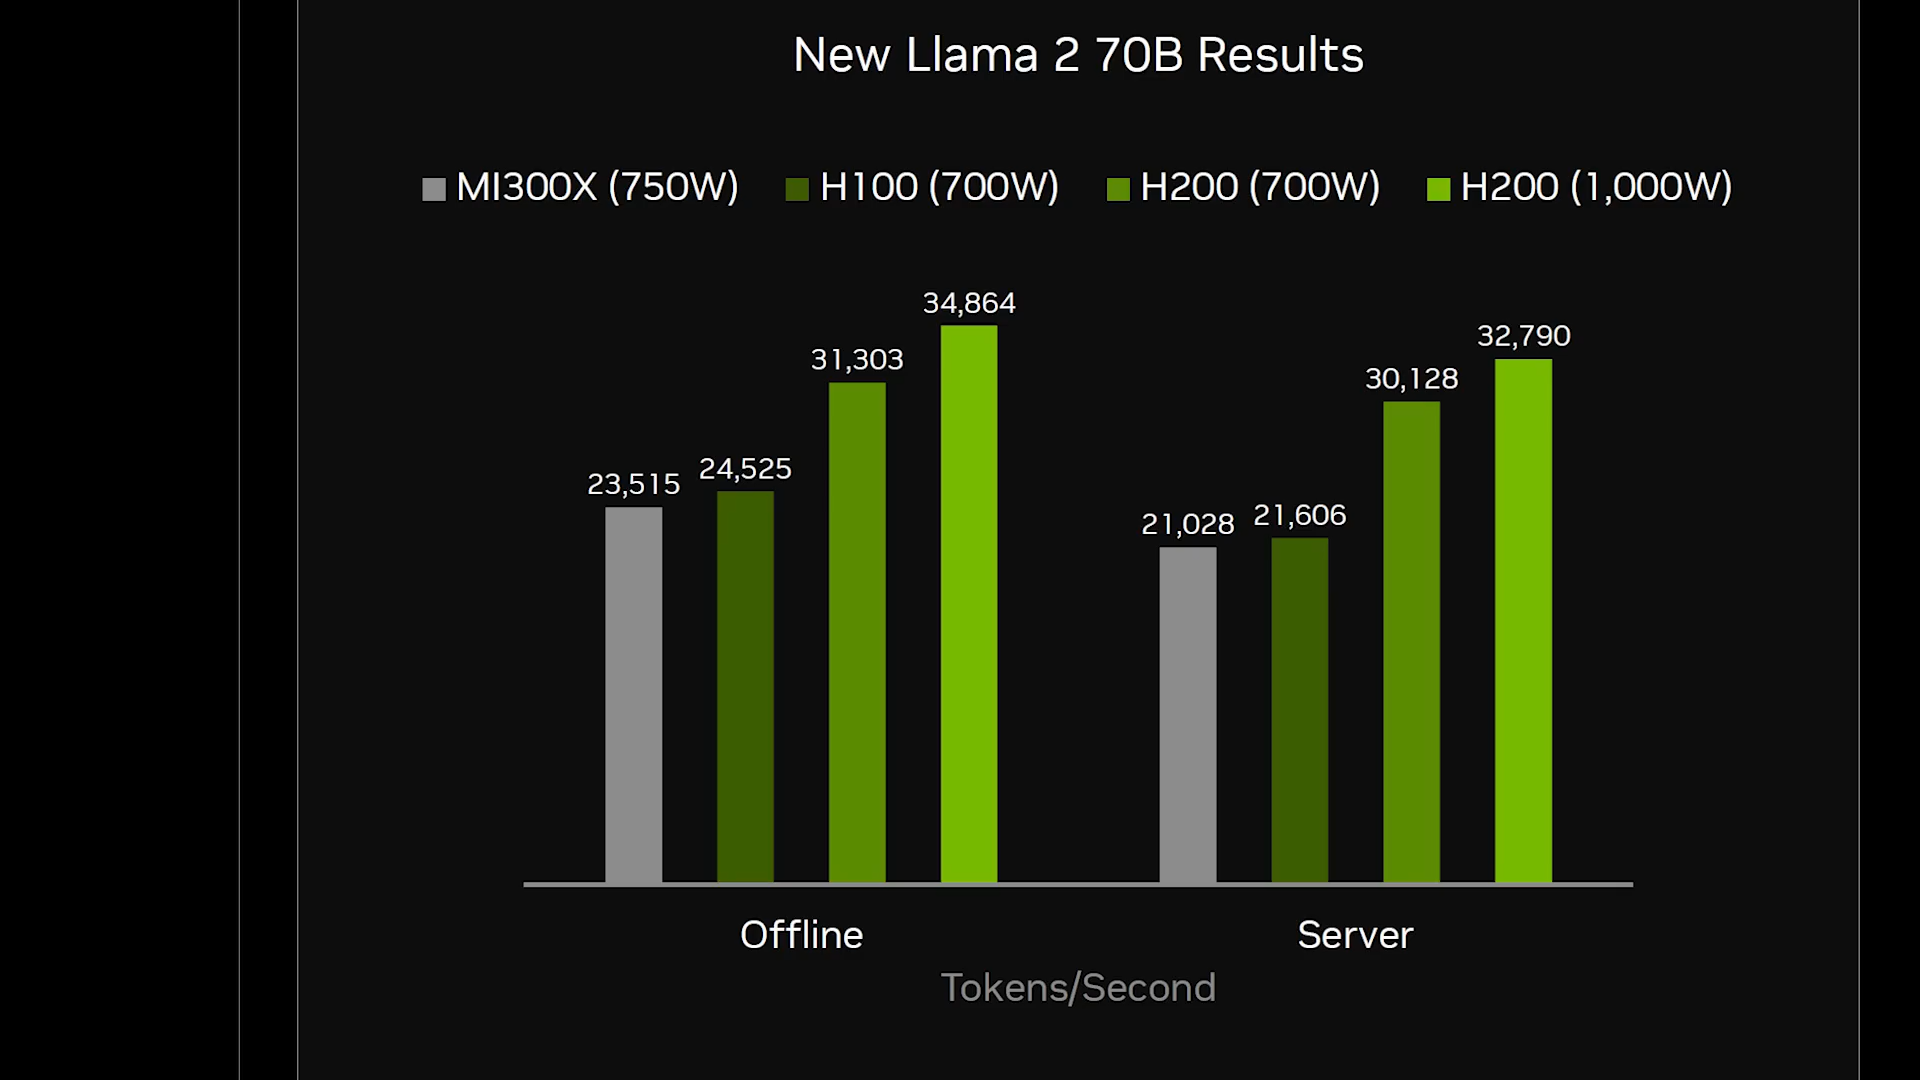 New Llama 2 70B Results
MI300X (750W) H100 (700W) H200 (700W) H200 (1,000W)
34,864
32,790
31,303
30,128
24,525
23,515
21,606
21,028
Offline Server
Tokens/Second